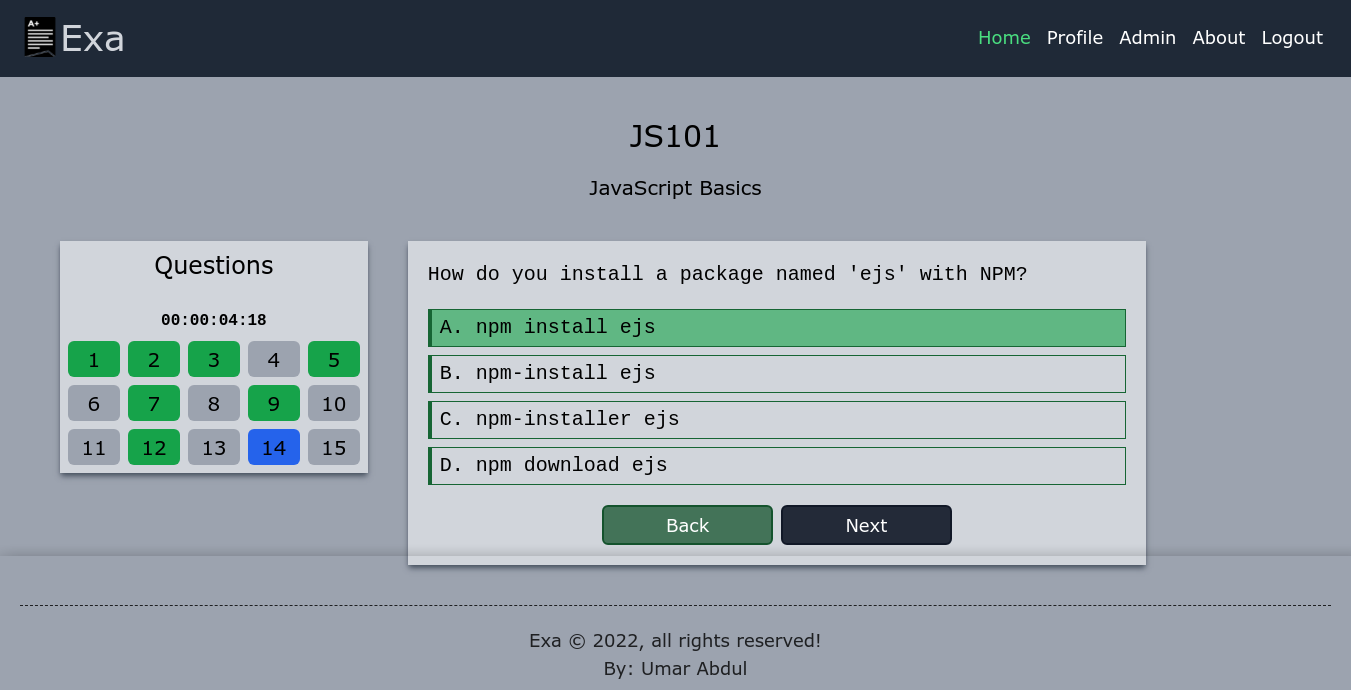 A+
Exa
Home Profile Admin About Logout
JS101
JavaScript Basics
Questions
00:00:04:18
1 2 3 4 5
6 7 8 9 10
11 12 13 14 15
How do you install a package named 'ejs' with NPM?
A. npm install ejs
B. npm-install ejs
C. npm-installer ejs
D. npm download ejs
Back Next
Exa © 2022, all rights reserved!
By: Umar Abdul